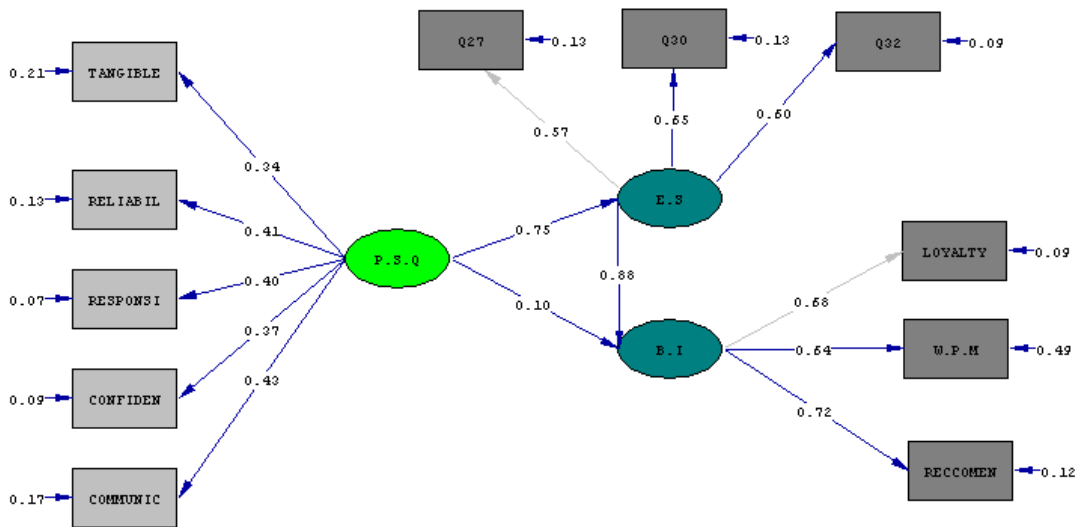 0.21
TANGIBLE
0.13
RELIABIL
0.07
RESPONSI
0.09
CONFIDEN
0.17
COMMUNIC
0.34
0.41
0.40
0.37
0.43
P.S.Q
0.75
0.10
Q27
0.13
Q30
0.13
Q32
0.09
0.57
0.65
0.60
E.S
0.88
B.I
0.68
0.64
0.72
LOYALTY
0.09
W.P.M
0.49
RECCOMEN
0.12